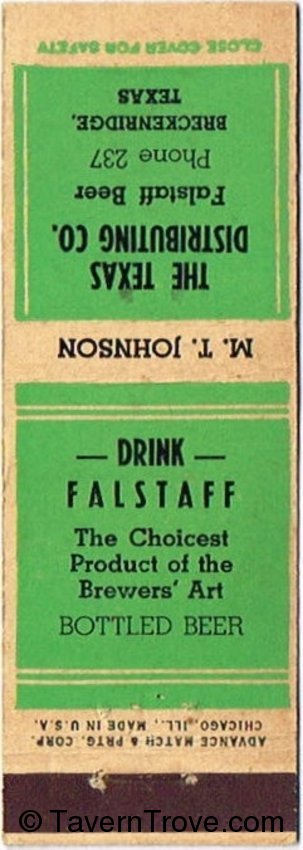 CLOSE COVER FOR SAFETY
THE TEXAS
DISTRIBUTING CO.
Falstaff Beer
Phone 237
BRECKENRIDGE,
TEXAS
M. T. JOHNSON
— DRINK —
FALSTAFF
The Choicest
Product of the
Brewers' Art
BOTTLED BEER
ADVANCE MATCH & PRTG. CORP.
CHICAGO, ILL., MADE IN U.S.A.
© TavernTrove.com